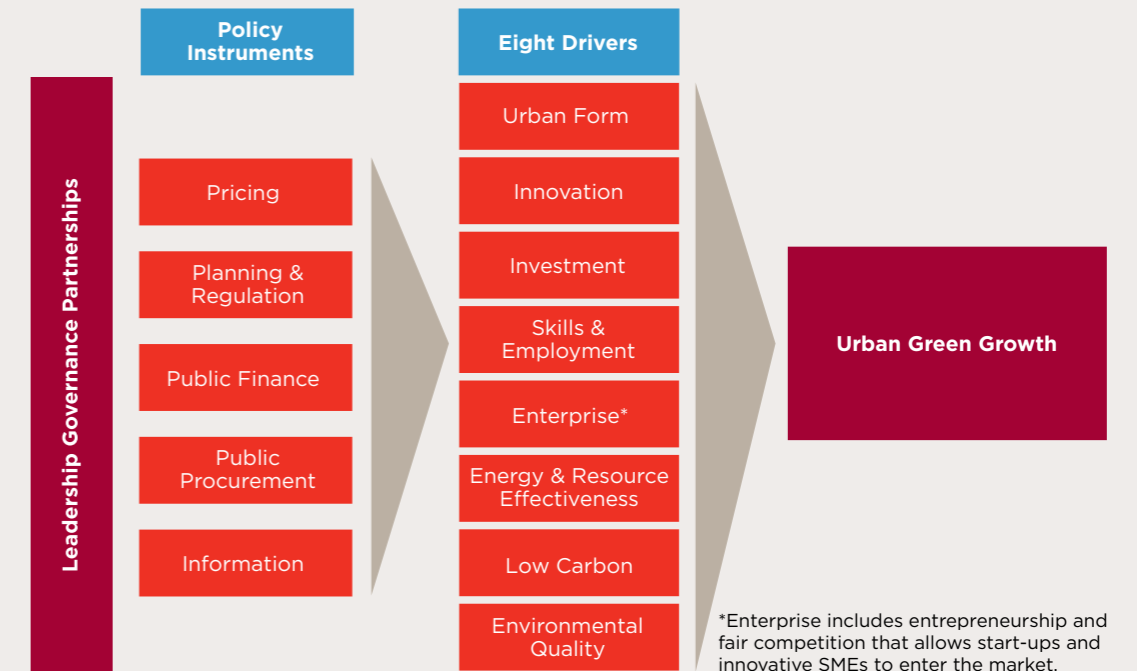 Policy
Instruments
Eight Drivers
Leadership Governance Partnerships
Pricing
Planning &
Regulation
Public Finance
Public
Procurement
Information
Urban Form
Innovation
Investment
Skills &
Employment
Enterprise*
Energy & Resource
Effectiveness
Low Carbon
Environmental
Quality
Urban Green Growth
*Enterprise includes entrepreneurship and
fair competition that allows start-ups and
innovative SMEs to enter the market.